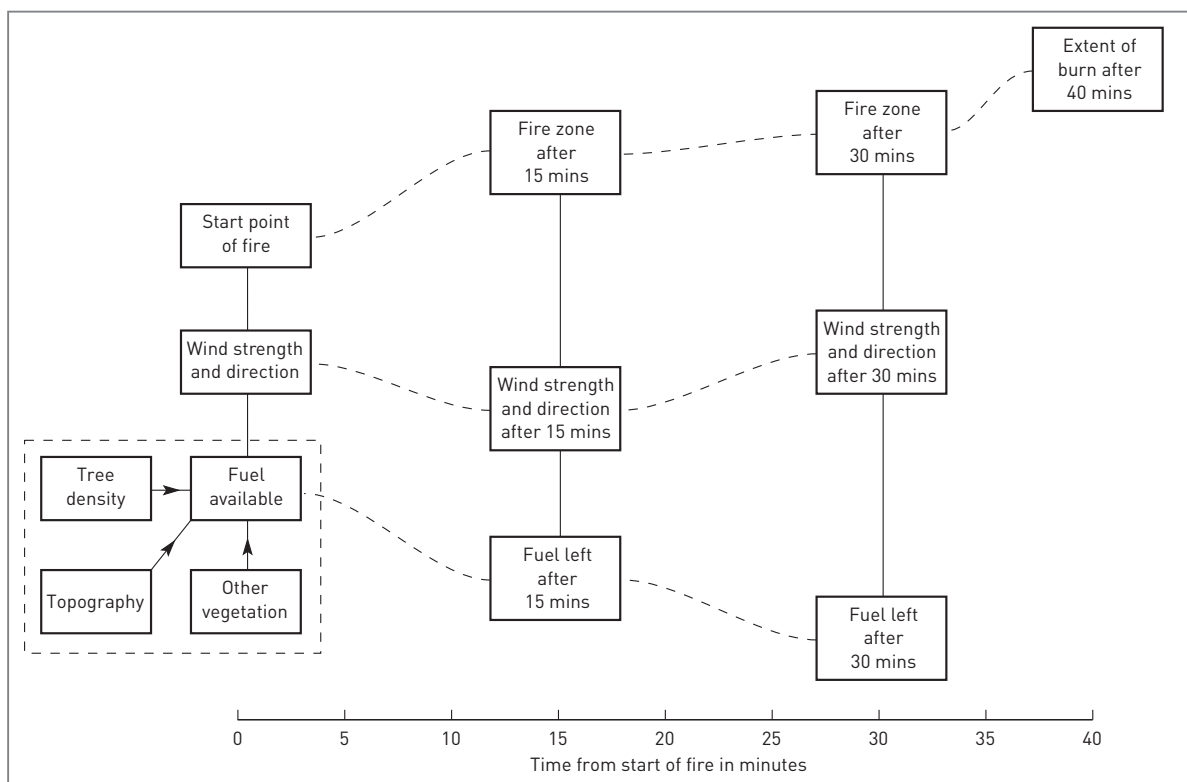 Extent of
burn after
40 mins
Fire zone
after
15 mins
Fire zone
after
30 mins
Start point
of fire
Wind strength
and direction
Wind strength
and direction
after 15 mins
Wind strength
and direction
after 30 mins
Tree
density
Fuel
available
Topography
Other
vegetation
Fuel left
after
15 mins
Fuel left
after
30 mins
0 5 10 15 20 25 30 35 40
Time from start of fire in minutes